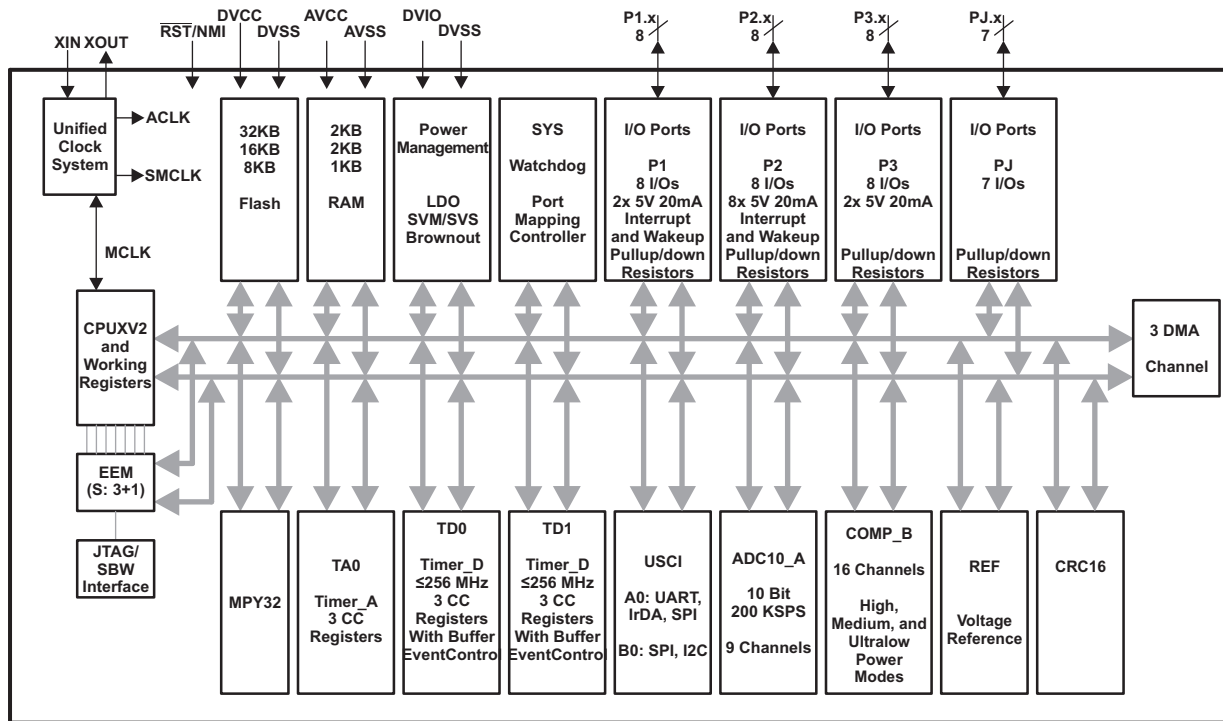 XIN XOUT
RST/NMI
DVCC
DVSS
AVCC
AVSS
DVIO
DVSS
P1.x
8
P2.x
8
P3.x
8
PJ.x
7
Unified
Clock
System
ACLK
SMCLK
MCLK
32KB
16KB
8KB
Flash
2KB
2KB
1KB
RAM
Power
Management
LDO
SVM/SVS
Brownout
SYS
Watchdog
Port
Mapping
Controller
I/O Ports
P1
8 I/Os
2x 5V 20mA
Interrupt
and Wakeup
Pullup/down
Resistors
I/O Ports
P2
8 I/Os
8x 5V 20mA
Interrupt
and Wakeup
Pullup/down
Resistors
I/O Ports
P3
8 I/Os
2x 5V 20mA
Pullup/down
Resistors
I/O Ports
PJ
7 I/Os
Pullup/down
Resistors
CPUXV2
and
Working
Registers
3 DMA
Channel
EEM
(S: 3+1)
JTAG/
SBW
Interface
MPY32
TA0
Timer_A
3 CC
Registers
TD0
Timer_D
≤256 MHz
3 CC
Registers
With Buffer
EventControl
TD1
Timer_D
≤256 MHz
3 CC
Registers
With Buffer
EventControl
USCI
A0: UART,
IrDA, SPI
B0: SPI, I2C
ADC10_A
10 Bit
200 KSPS
9 Channels
COMP_B
16 Channels
High,
Medium, and
Ultralow
Power
Modes
REF
Voltage
Reference
CRC16